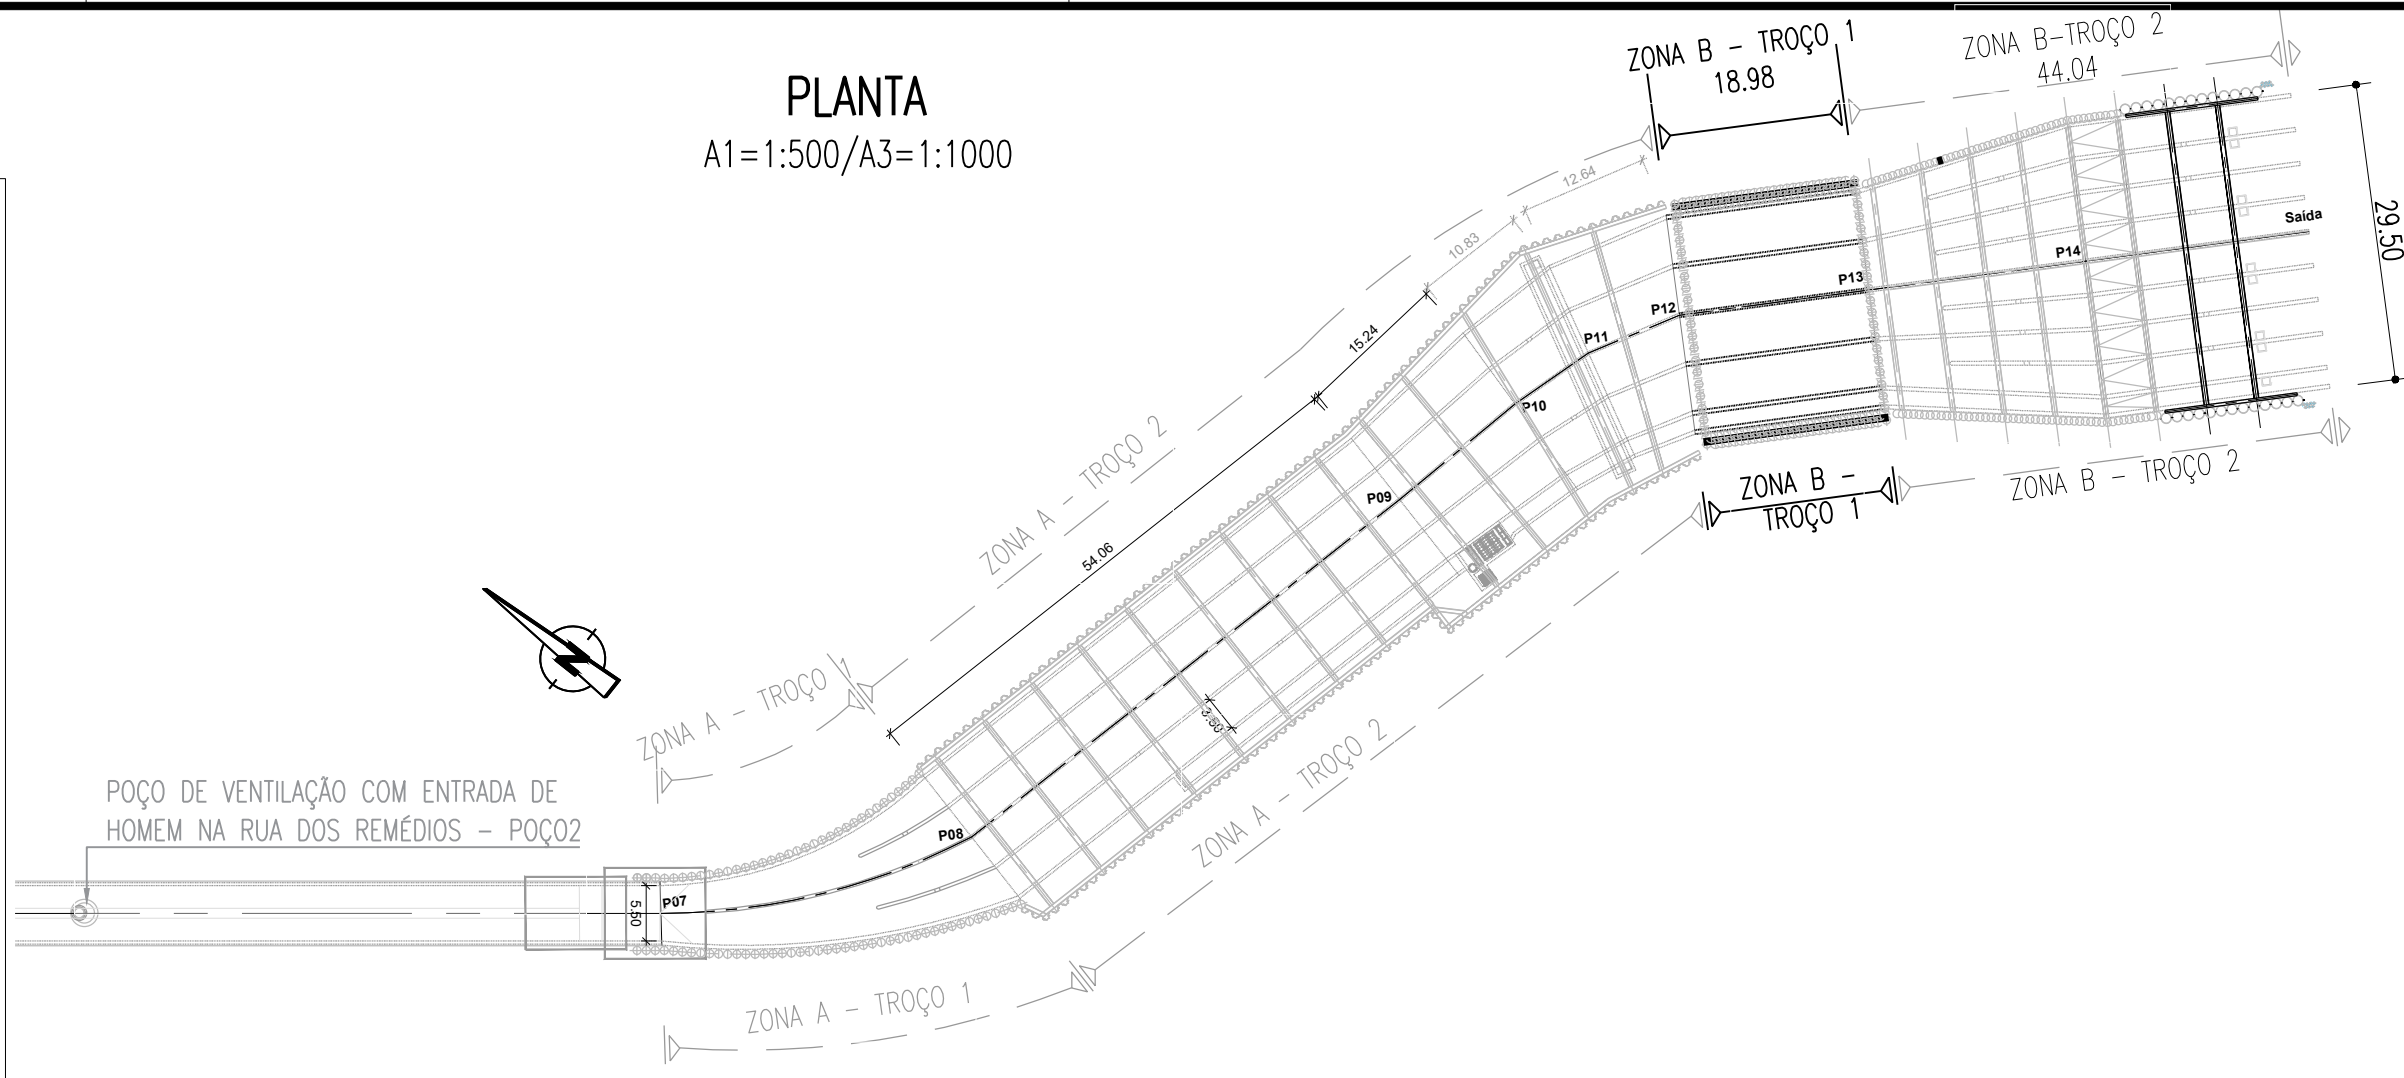 PLANTA
A1=1:500/A3=1:1000
ZONA B - TROÇO 1
18.98
ZONA B-TROÇO 2
44.04
29.50
12.64
10.83
15.24
54.06
Saída
P14
P13
P12
P11
P10
P09
P08
P07
5.50
ZONA B -
TROÇO 1
ZONA B - TROÇO 2
ZONA A - TROÇO 2
ZONA A - TROÇO 1
ZONA A - TROÇO 2
ZONA A - TROÇO 1
N
POÇO DE VENTILAÇÃO COM ENTRADA DE
HOMEM NA RUA DOS REMÉDIOS - POÇO2